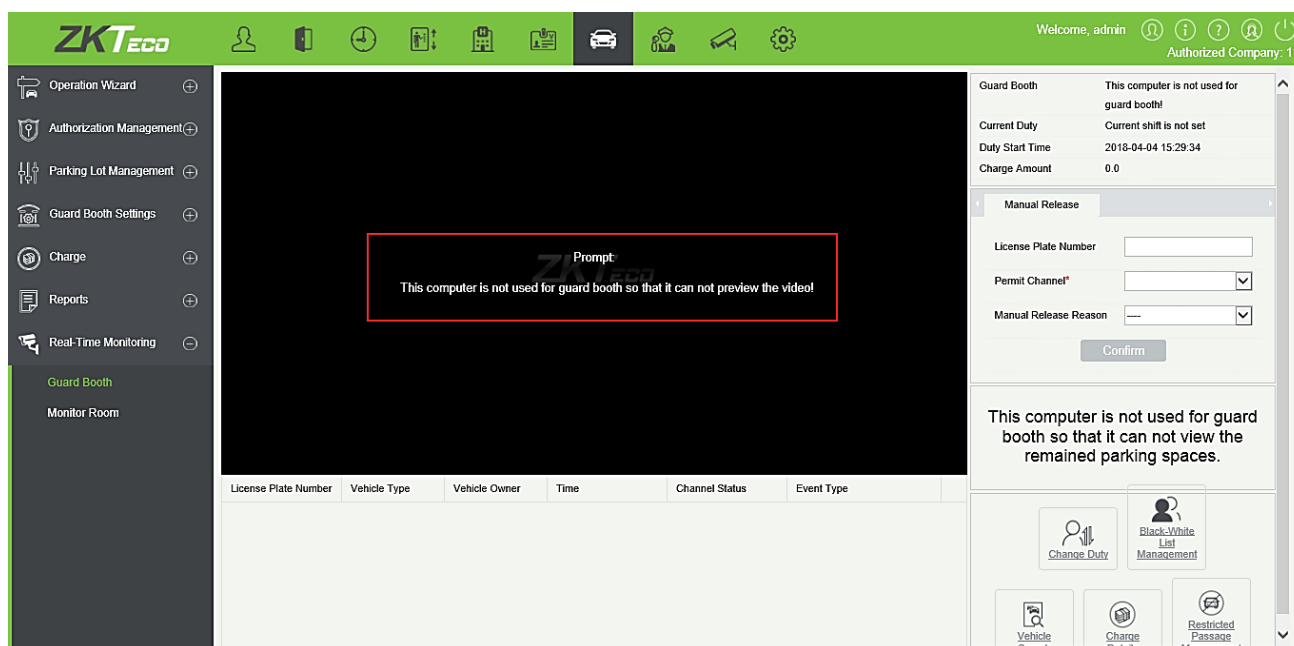 ZKTECO
Welcome, admin
Authorized Company: 1
Operation Wizard
Authorization Management
Parking Lot Management
Guard Booth Settings
Charge
Reports
Real-Time Monitoring
Guard Booth
Monitor Room
ZKTECO
Prompt:
This computer is not used for guard booth so that it can not preview the video!
License Plate Number Vehicle Type Vehicle Owner Time Channel Status Event Type
Guard Booth This computer is not used for
guard booth!
Current Duty Current shift is not set
Duty Start Time 2018-04-04 15:29:34
Charge Amount 0.0
Manual Release
License Plate Number
Permit Channel*
Manual Release Reason ----
Confirm
This computer is not used for guard
booth so that it can not view the
remained parking spaces.
Change Duty
Black-White
List
Management
Vehicle
Charge
Restricted
Passage